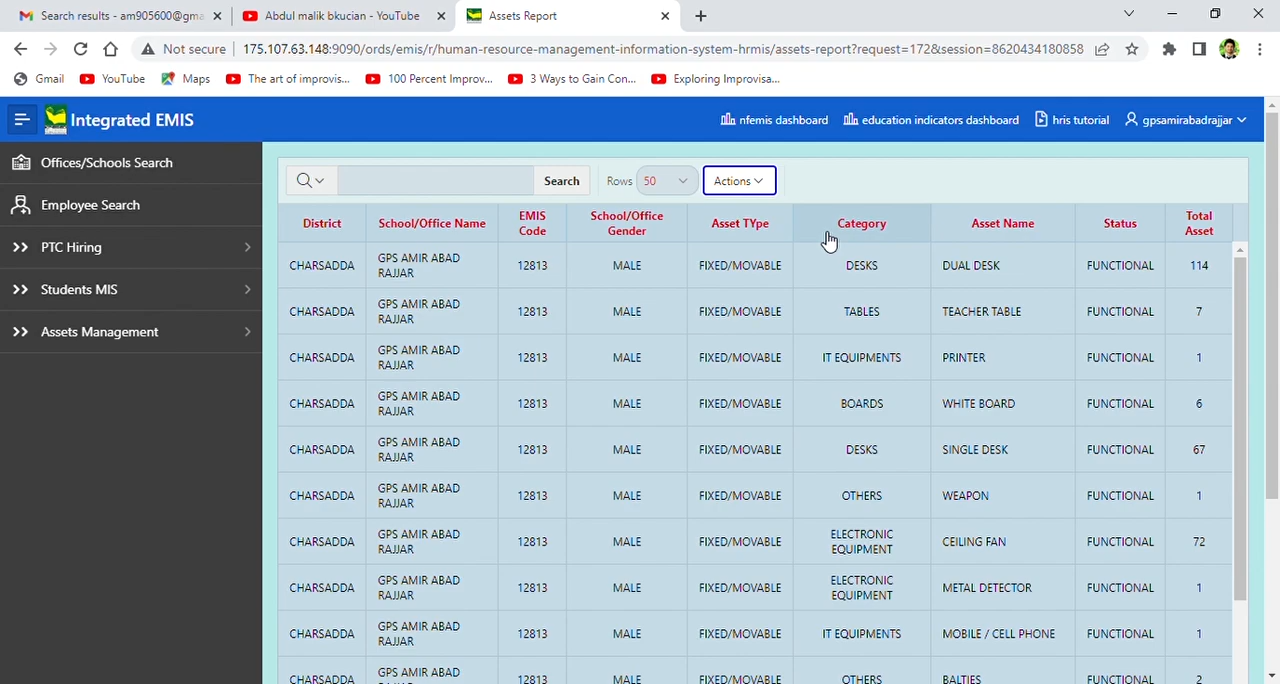 Search results - am905600@gma
Abdul malik bkucian - YouTube
Assets Report
Not secure
175.107.63.148:9090/ords/emis/r/human-resource-management-information-system-hrmis/assets-report?request=172&session=8620434180858
Gmail
YouTube
Maps
The art of improvis...
100 Percent Improv...
3 Ways to Gain Con...
Exploring Improvisa...
Integrated EMIS
nfemis dashboard
education indicators dashboard
hris tutorial
gpsamirabadrajjar
Offices/Schools Search
Employee Search
PTC Hiring
Students MIS
Assets Management
Search
Rows 50
Actions
District School/Office Name EMIS Code School/Office Gender Asset TYpe Category Asset Name Status Total Asset
CHARSADDA GPS AMIR ABAD RAJJAR 12813 MALE FIXED/MOVABLE DESKS DUAL DESK FUNCTIONAL 114
CHARSADDA GPS AMIR ABAD RAJJAR 12813 MALE FIXED/MOVABLE TABLES TEACHER TABLE FUNCTIONAL 7
CHARSADDA GPS AMIR ABAD RAJJAR 12813 MALE FIXED/MOVABLE IT EQUIPMENTS PRINTER FUNCTIONAL 1
CHARSADDA GPS AMIR ABAD RAJJAR 12813 MALE FIXED/MOVABLE BOARDS WHITE BOARD FUNCTIONAL 6
CHARSADDA GPS AMIR ABAD RAJJAR 12813 MALE FIXED/MOVABLE DESKS SINGLE DESK FUNCTIONAL 67
CHARSADDA GPS AMIR ABAD RAJJAR 12813 MALE FIXED/MOVABLE OTHERS WEAPON FUNCTIONAL 1
CHARSADDA GPS AMIR ABAD RAJJAR 12813 MALE FIXED/MOVABLE ELECTRONIC EQUIPMENT CEILING FAN FUNCTIONAL 72
CHARSADDA GPS AMIR ABAD RAJJAR 12813 MALE FIXED/MOVABLE ELECTRONIC EQUIPMENT METAL DETECTOR FUNCTIONAL 1
CHARSADDA GPS AMIR ABAD RAJJAR 12813 MALE FIXED/MOVABLE IT EQUIPMENTS MOBILE / CELL PHONE FUNCTIONAL 1
CHARSADDA GPS AMIR ABAD 12813 MALE FIXED/MOVABLE OTHERS BALTIES FUNCTIONAL 2